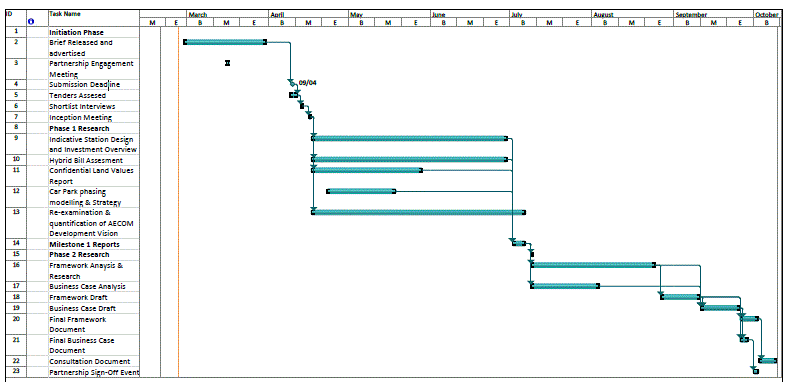 ID Task Name March April May June July August September October
M E B M E B M E B M E B M E B M E B M E B M E B
1 Initiation Phase
2 Brief Released and
advertised
3 Partnership Engagement
Meeting
4 Submission Deadline
09/04
5 Tenders Assesed
6 Shortlist Interviews
7 Inception Meeting
8 Phase 1 Research
9 Indicative Station Design
and Investment Overview
10 Hybrid Bill Assesment
11 Confidential Land Values
Report
12 Car Park phasing
modelling & Strategy
13 Re-examination &
quantification of AECOM
Development Vision
14 Milestone 1 Reports
15 Phase 2 Research
16 Framework Anaysis &
Research
17 Business Case Analysis
18 Framework Draft
19 Business Case Draft
20 Final Framework
Document
21 Final Business Case
Document
22 Consultation Document
23 Partnership Sign-Off Event